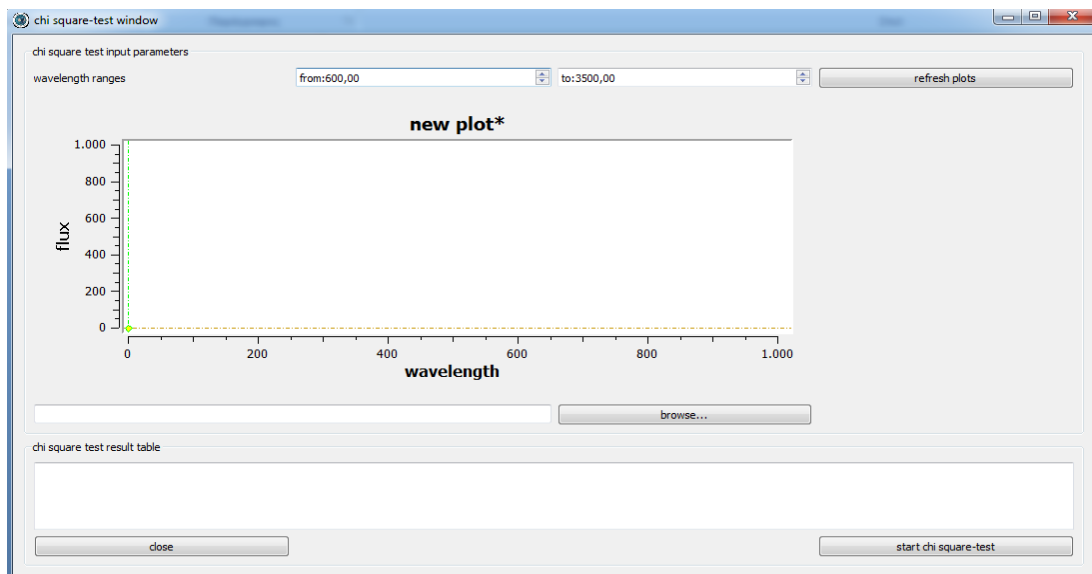 chi square-test window
chi square test input parameters
wavelength ranges
from:600,00
to:3500,00
refresh plots
new plot*
1.000
800
600
400
200
0
flux
0 200 400 600 800 1.000
wavelength
browse...
chi square test result table
close
start chi square-test